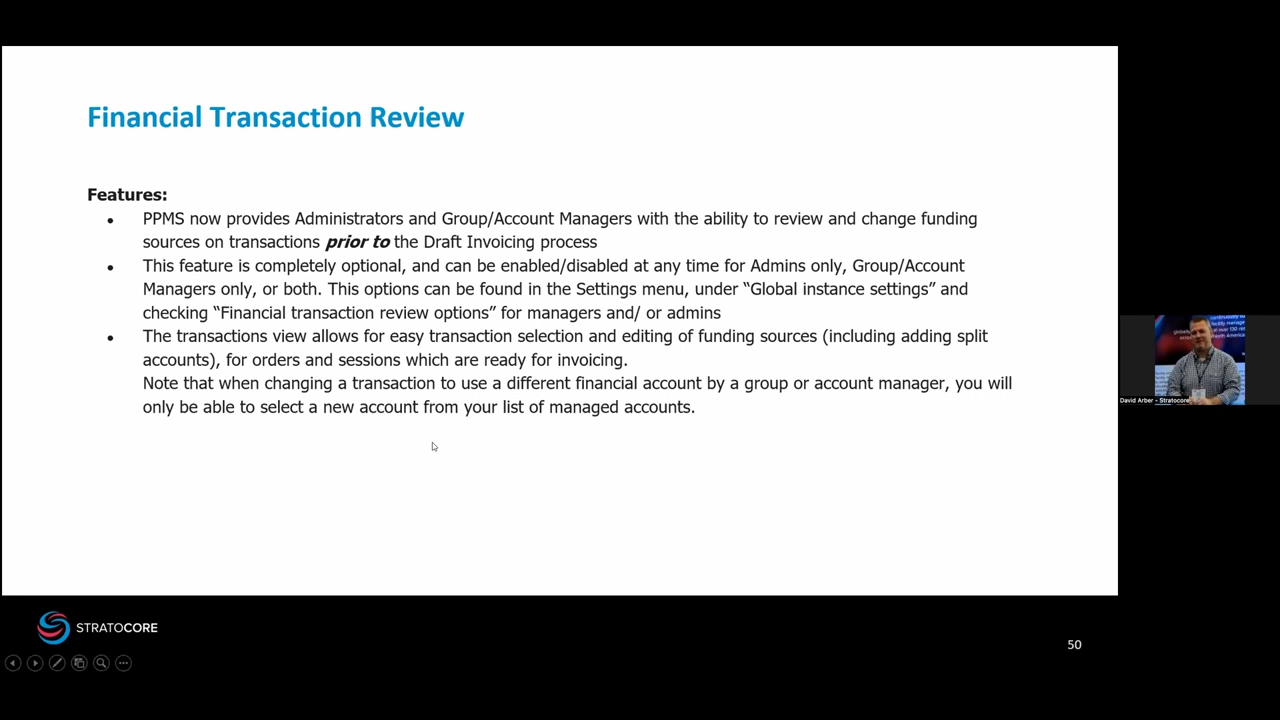 Financial Transaction Review
Features:
• PPMS now provides Administrators and Group/Account Managers with the ability to review and change funding
sources on transactions prior to the Draft Invoicing process
• This feature is completely optional, and can be enabled/disabled at any time for Admins only, Group/Account
Managers only, or both. This options can be found in the Settings menu, under “Global instance settings” and
checking “Financial transaction review options” for managers and/ or admins
• The transactions view allows for easy transaction selection and editing of funding sources (including adding split
accounts), for orders and sessions which are ready for invoicing.
Note that when changing a transaction to use a different financial account by a group or account manager, you will
only be able to select a new account from your list of managed accounts.
David Arber - Stratocore
STRATOCORE
50